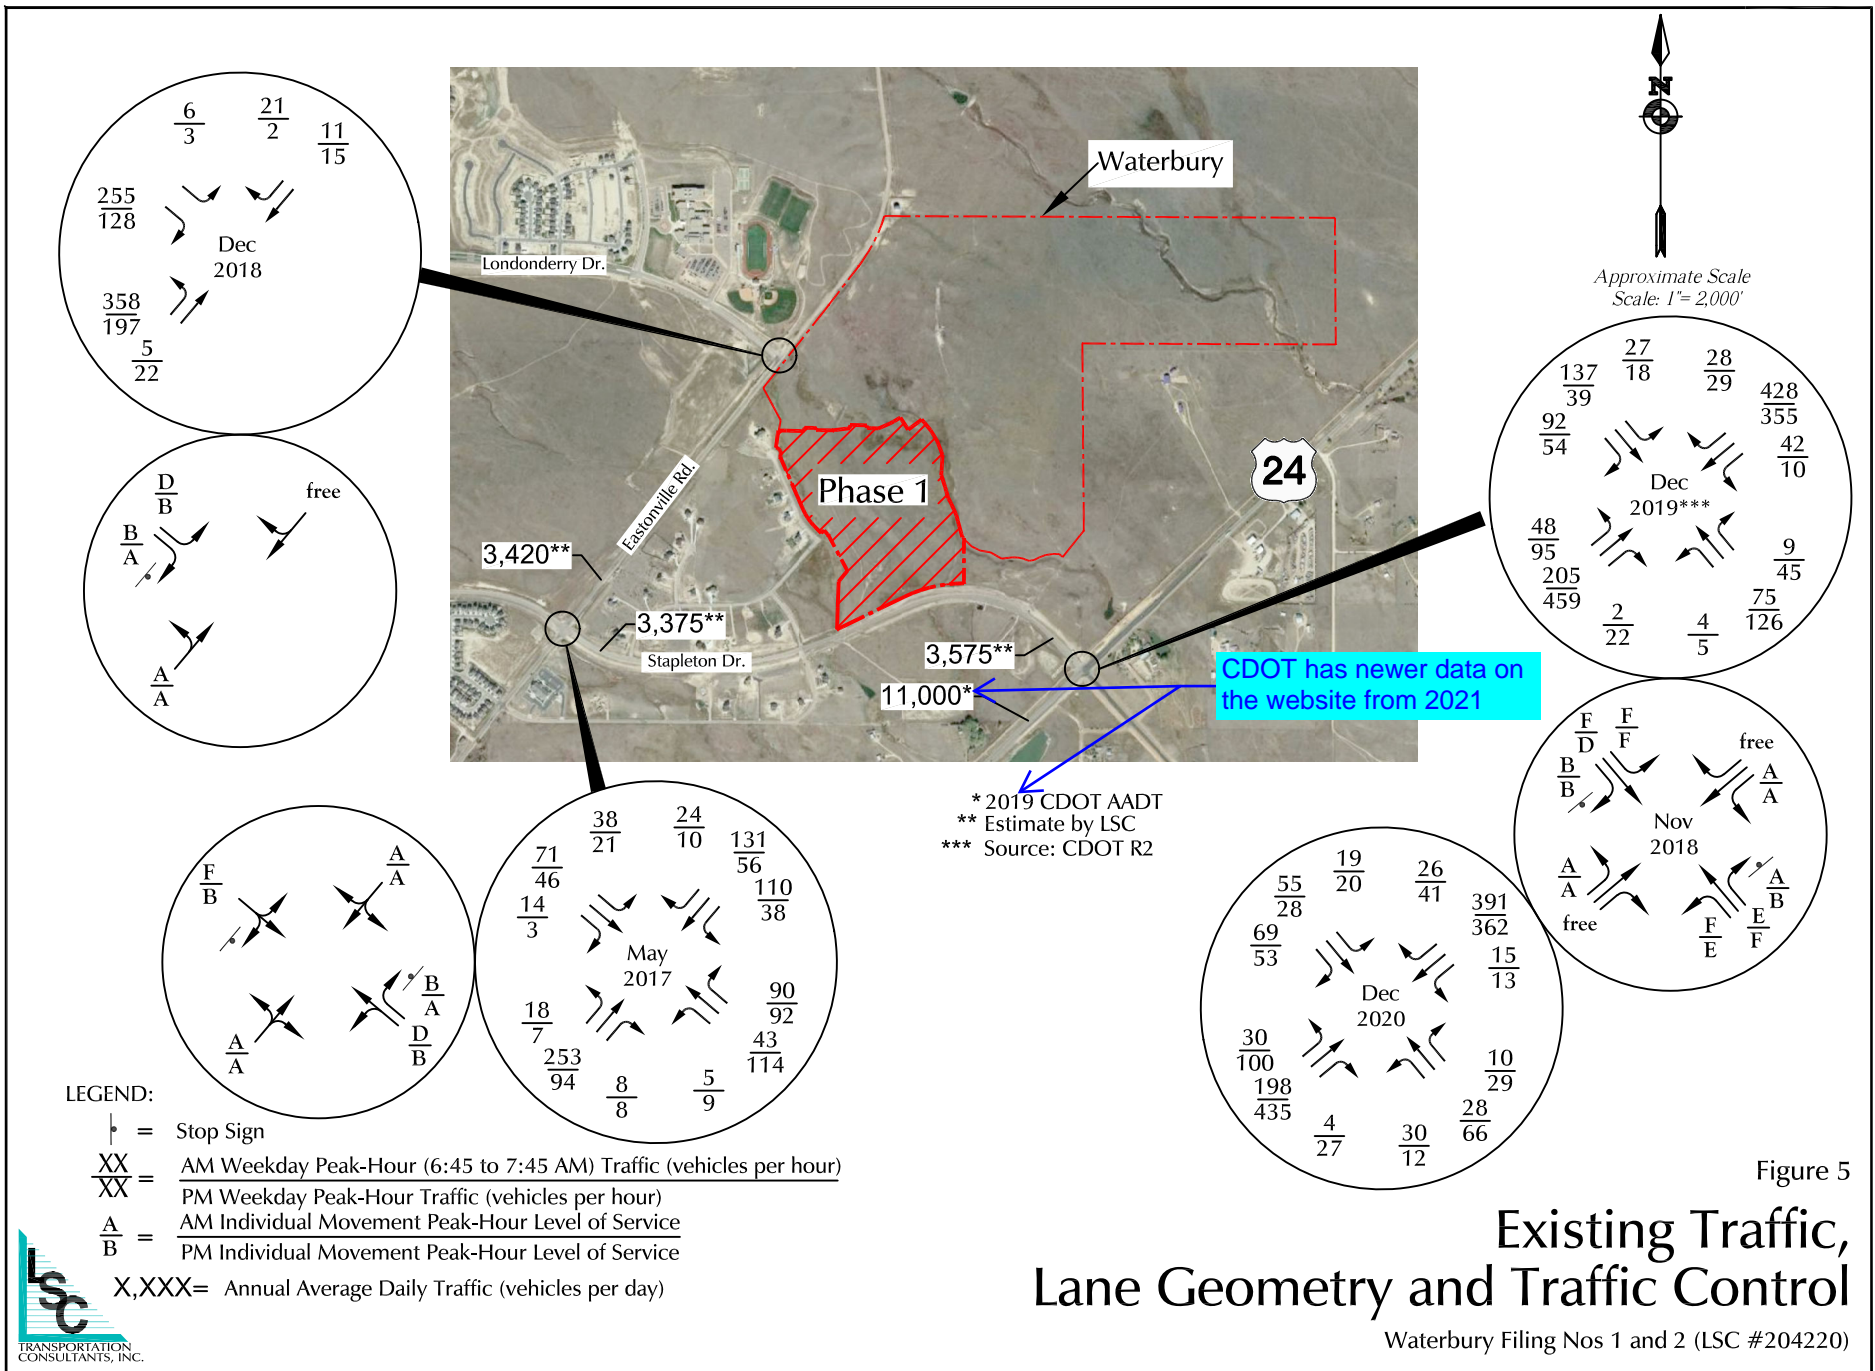 N
Approximate Scale
Scale: 1"= 2,000'
6
3
21
2
11
15
255
128
Dec
2018
358
197
5
22
D
B
free
B
A
A
A
Waterbury
Londonderry Dr.
Phase 1
24
Eastonville Rd.
3,420**
3,375**
Stapleton Dr.
3,575**
11,000*
CDOT has newer data on
the website from 2021
* 2019 CDOT AADT
** Estimate by LSC
*** Source: CDOT R2
27
18
28
29
137
39
428
355
92
54
42
10
Dec
2019***
48
95
9
45
205
459
75
126
2
22
4
5
F
D
F
F
free
B
B
A
A
Nov
2018
A
A
A
B
free
F
E
E
F
F
B
A
A
B
A
A
A
D
B
38
21
24
10
71
46
131
56
14
3
110
38
May
2017
18
7
90
92
253
94
43
114
8
8
5
9
19
20
26
41
55
28
391
362
69
53
15
13
Dec
2020
30
100
10
29
198
435
28
66
4
27
30
12
LEGEND:
= Stop Sign
XX
XX
= AM Weekday Peak-Hour (6:45 to 7:45 AM) Traffic (vehicles per hour)
PM Weekday Peak-Hour Traffic (vehicles per hour)
A
B
= AM Individual Movement Peak-Hour Level of Service
PM Individual Movement Peak-Hour Level of Service
X,XXX= Annual Average Daily Traffic (vehicles per day)
LSC
TRANSPORTATION
CONSULTANTS, INC.
Figure 5
Existing Traffic,
Lane Geometry and Traffic Control
Waterbury Filing Nos 1 and 2 (LSC #204220)